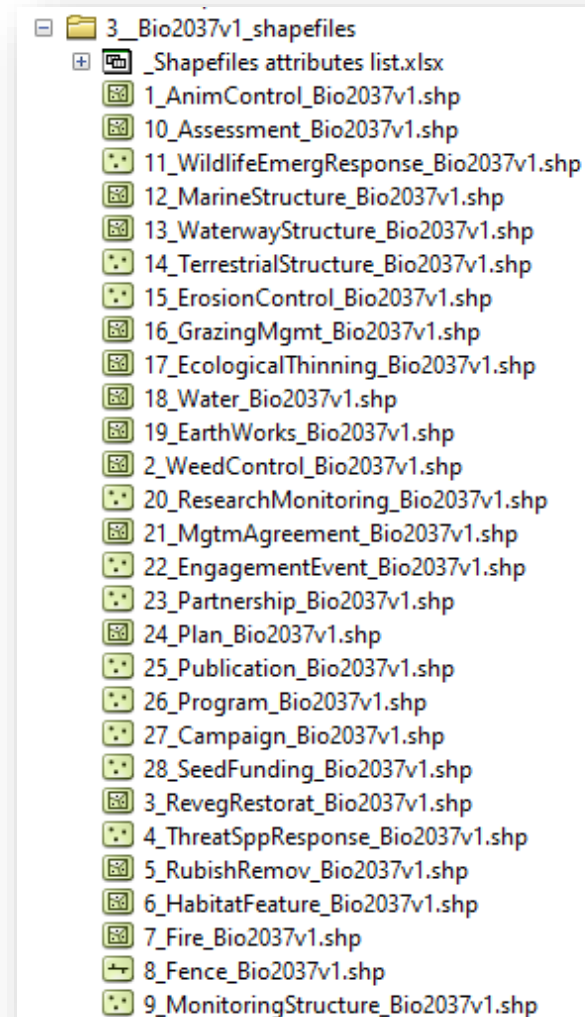 3__Bio2037v1_shapefiles
_Shapefiles attributes list.xlsx
1_AnimControl_Bio2037v1.shp
10_Assessment_Bio2037v1.shp
11_WildlifeEmergResponse_Bio2037v1.shp
12_MarineStructure_Bio2037v1.shp
13_WaterwayStructure_Bio2037v1.shp
14_TerrestrialStructure_Bio2037v1.shp
15_ErosionControl_Bio2037v1.shp
16_GrazingMgmt_Bio2037v1.shp
17_EcologicalThinning_Bio2037v1.shp
18_Water_Bio2037v1.shp
19_EarthWorks_Bio2037v1.shp
2_WeedControl_Bio2037v1.shp
20_ResearchMonitoring_Bio2037v1.shp
21_MgtmAgreement_Bio2037v1.shp
22_EngagementEvent_Bio2037v1.shp
23_Partnership_Bio2037v1.shp
24_Plan_Bio2037v1.shp
25_Publication_Bio2037v1.shp
26_Program_Bio2037v1.shp
27_Campaign_Bio2037v1.shp
28_SeedFunding_Bio2037v1.shp
3_RevegRestorat_Bio2037v1.shp
4_ThreatSppResponse_Bio2037v1.shp
5_RubishRemov_Bio2037v1.shp
6_HabitatFeature_Bio2037v1.shp
7_Fire_Bio2037v1.shp
8_Fence_Bio2037v1.shp
9_MonitoringStructure_Bio2037v1.shp